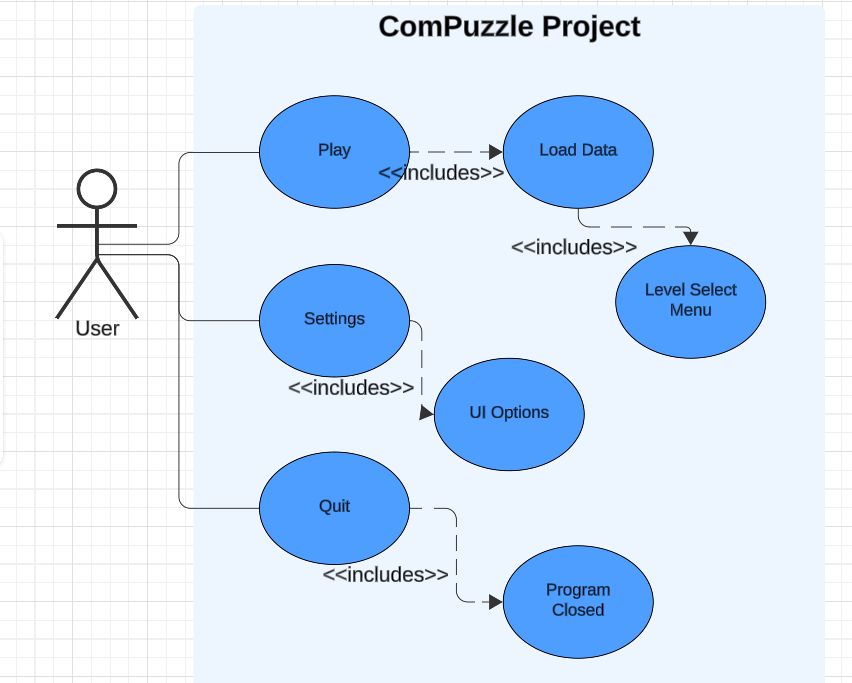 ComPuzzle Project
Play
Load Data
<<includes>>
<<includes>>
Level Select
Menu
User
Settings
<<includes>>
UI Options
Quit
<<includes>>
Program
Closed